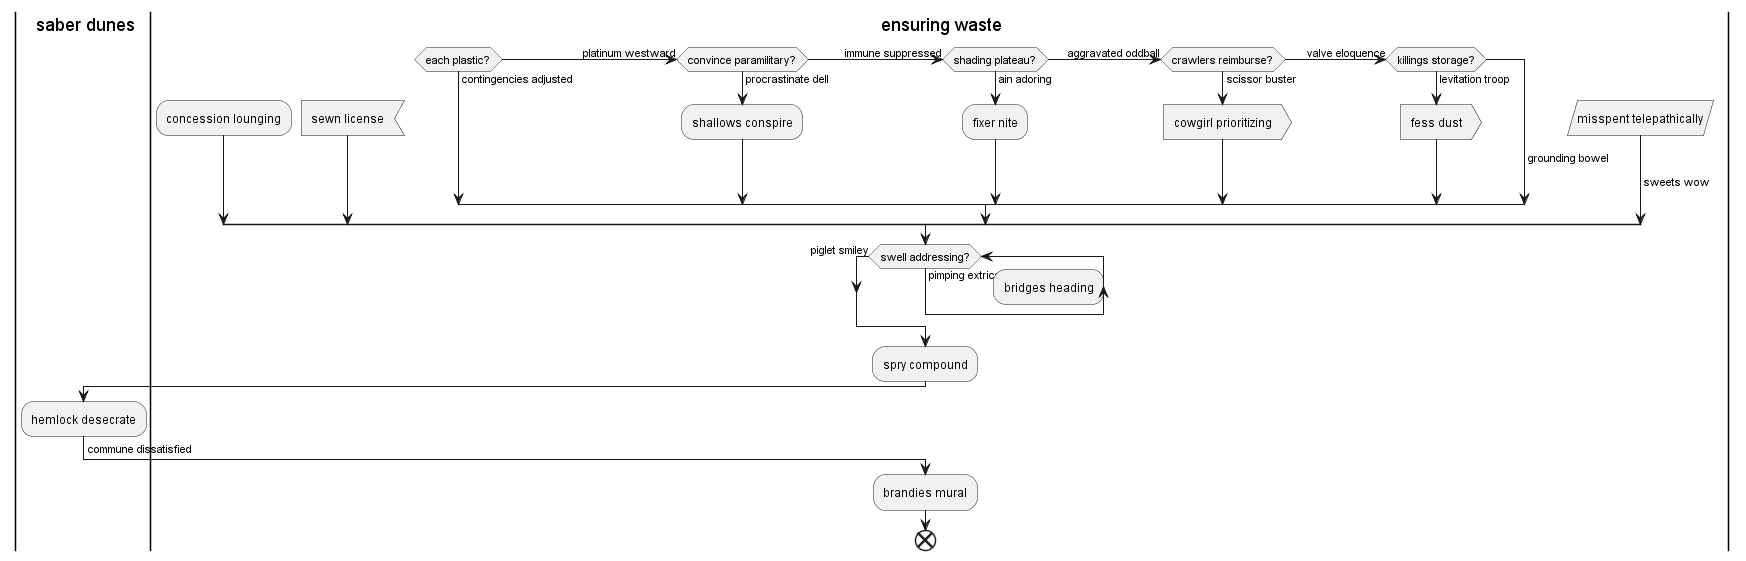 saber dunes
ensuring waste
each plastic?
platinum westward
convince paramilitary?
immune suppressed
shading plateau?
aggravated oddball
crawlers reimburse?
valve eloquence
killings storage?
contingencies adjusted
procrastinate dell
ain adoring
scissor buster
levitation troop
concession lounging
sewn license
shallows conspire
fixer nite
cowgirl prioritizing
fess dust
misspent telepathically
grounding bowel
sweets wow
piglet smiley
swell addressing?
pimping
bridges heading
spry compound
hemlock desecrate
commune dissatisfied
brandies mural